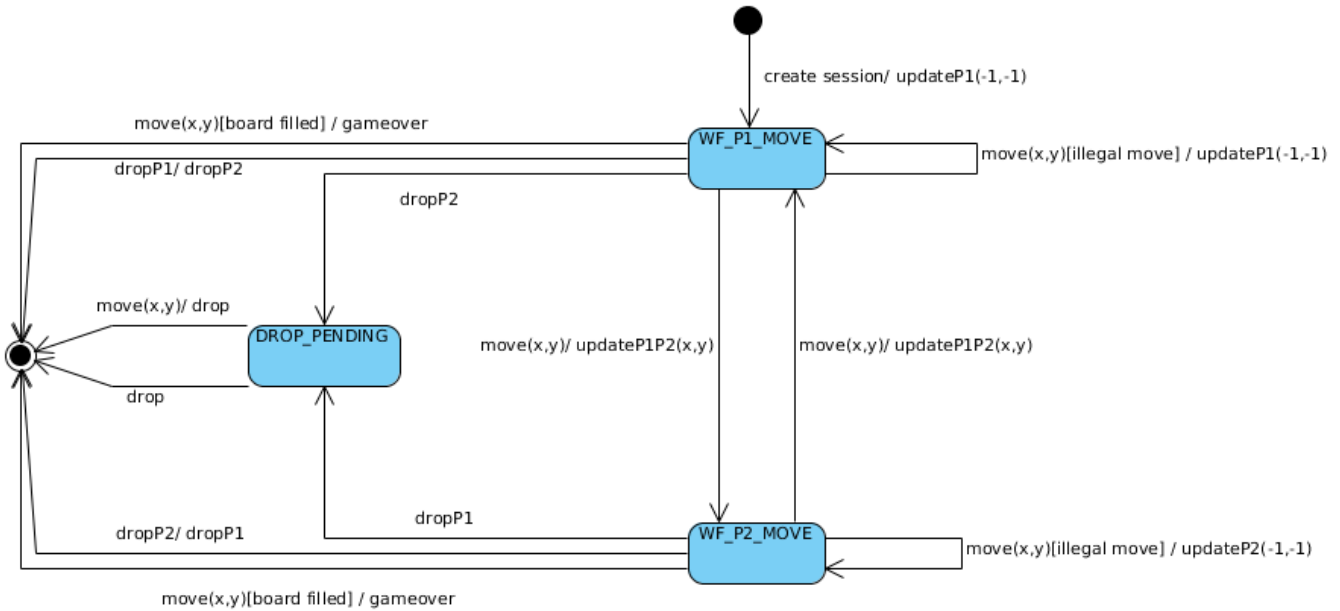 create session/ updateP1(-1,-1)
move(x,y)[board filled] / gameover
WF_P1_MOVE
move(x,y)[illegal move] / updateP1(-1,-1)
dropP1/ dropP2
dropP2
move(x,y)/ drop
DROP_PENDING
move(x,y)/ updateP1P2(x,y)
move(x,y)/ updateP1P2(x,y)
drop
dropP1
dropP2/ dropP1
WF_P2_MOVE
move(x,y)[illegal move] / updateP2(-1,-1)
move(x,y)[board filled] / gameover